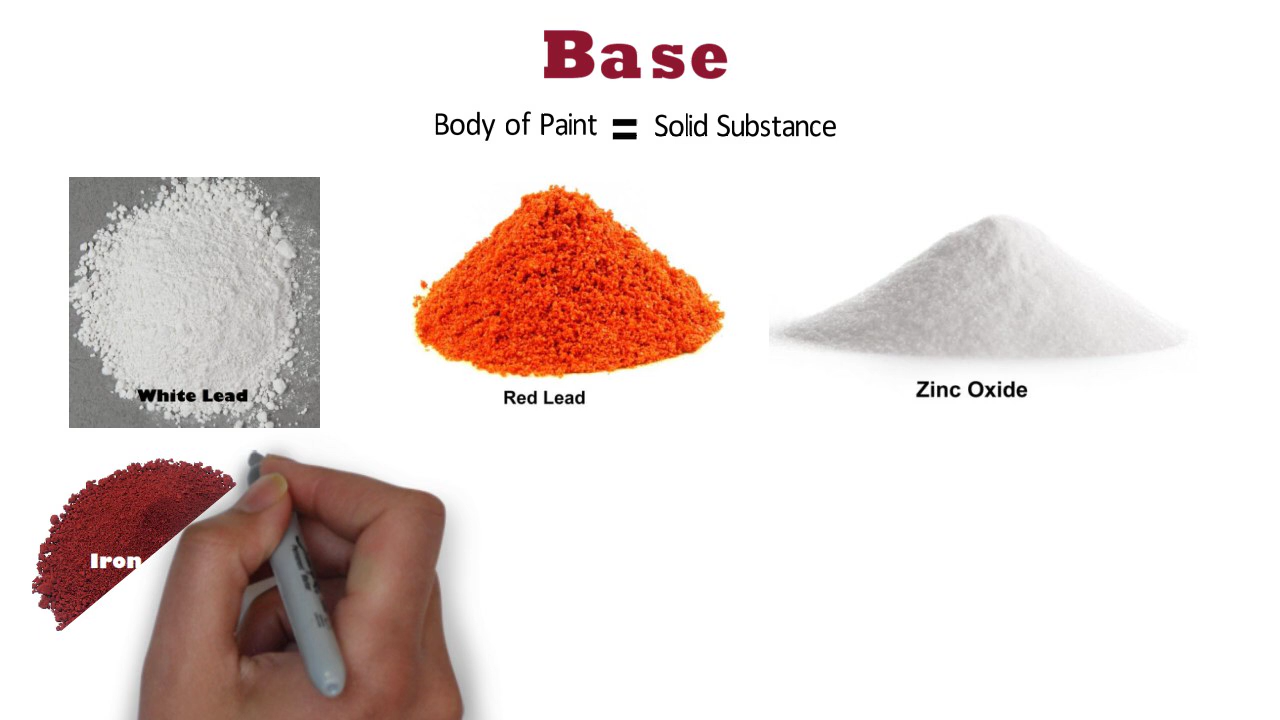 Base
Body of Paint = Solid Substance
White Lead
Red Lead
Zinc Oxide
Iron